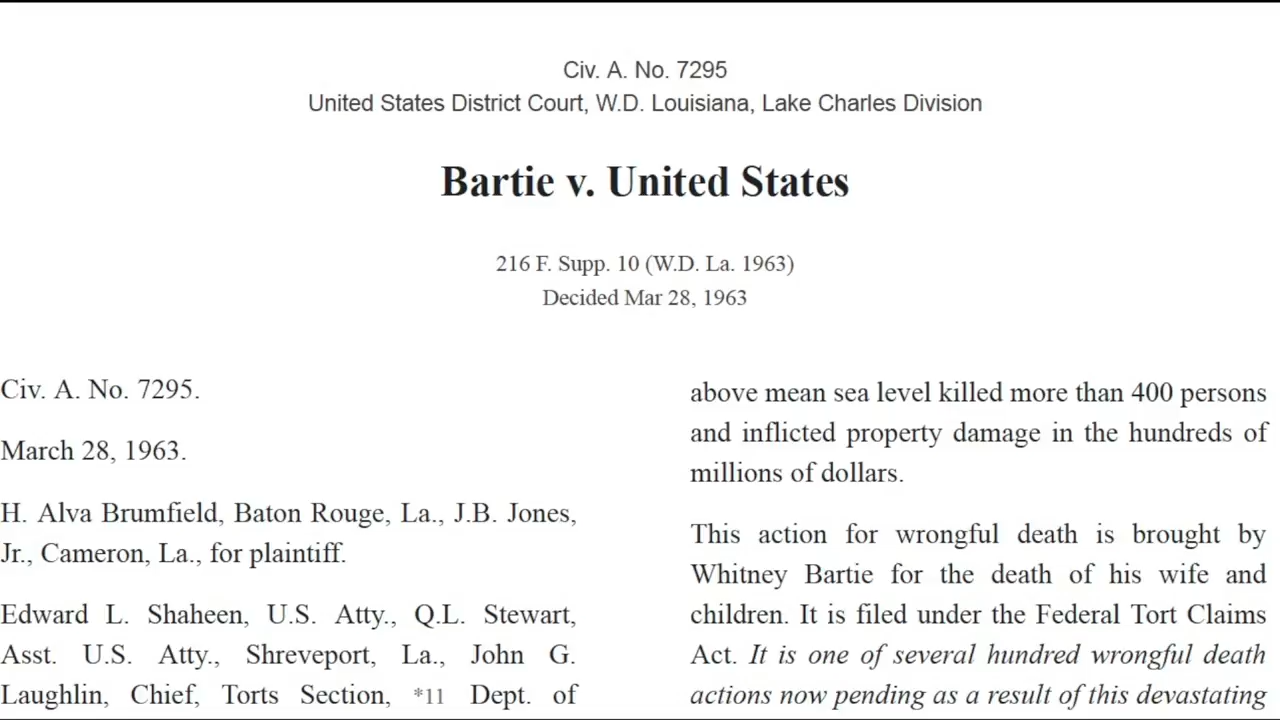 Civ. A. No. 7295
United States District Court, W.D. Louisiana, Lake Charles Division
Bartie v. United States
216 F. Supp. 10 (W.D. La. 1963)
Decided Mar 28, 1963
Civ. A. No. 7295.
March 28, 1963.
H. Alva Brumfield, Baton Rouge, La., J.B. Jones,
Jr., Cameron, La., for plaintiff.
Edward L. Shaheen, U.S. Atty., Q.L. Stewart,
Asst. U.S. Atty., Shreveport, La., John G.
Laughlin, Chief, Torts Section, *11 Dept. of
above mean sea level killed more than 400 persons
and inflicted property damage in the hundreds of
millions of dollars.
This action for wrongful death is brought by
Whitney Bartie for the death of his wife and
children. It is filed under the Federal Tort Claims
Act. It is one of several hundred wrongful death
actions now pending as a result of this devastating